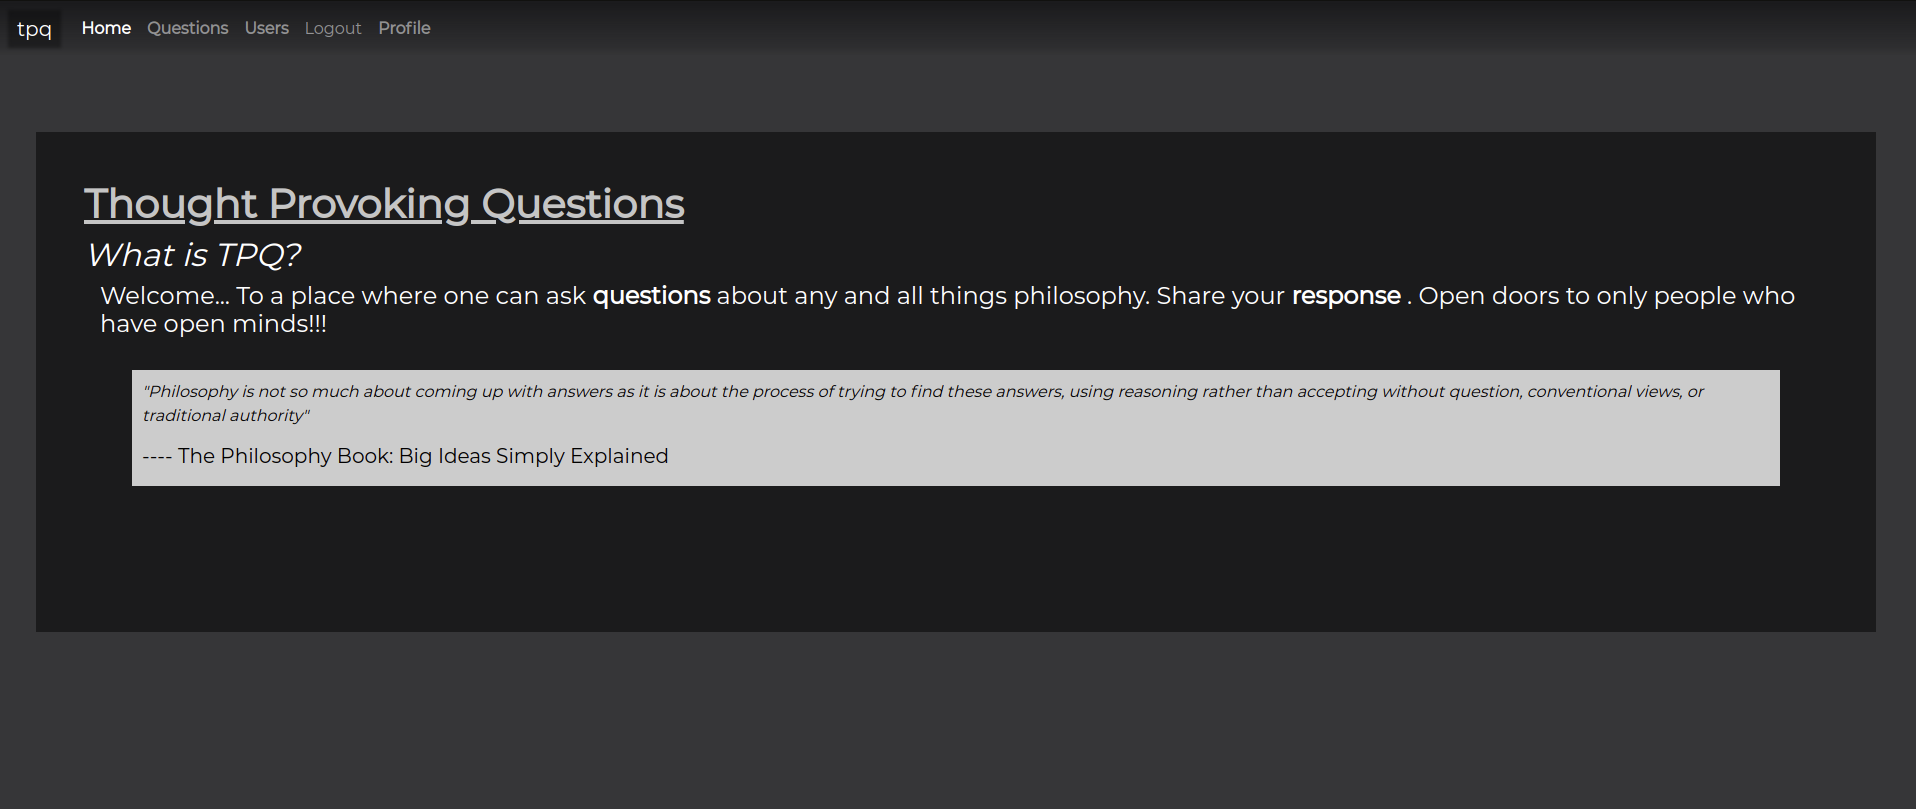 tpq Home Questions Users Logout Profile
Thought Provoking Questions
What is TPQ?
Welcome... To a place where one can ask questions about any and all things philosophy. Share your response . Open doors to only people who
have open minds!!!
"Philosophy is not so much about coming up with answers as it is about the process of trying to find these answers, using reasoning rather than accepting without question, conventional views, or
traditional authority"
---- The Philosophy Book: Big Ideas Simply Explained